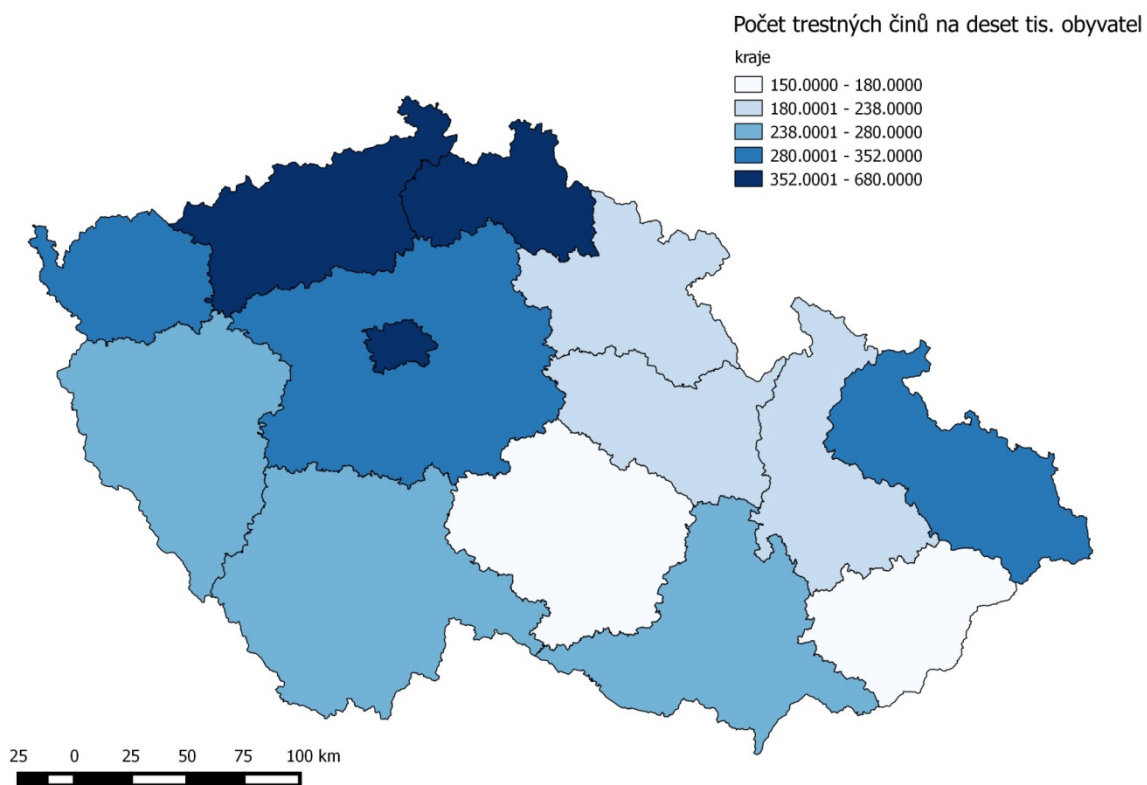 Počet trestných činů na deset tis. obyvatel
kraje
150.0000 - 180.0000
180.0001 - 238.0000
238.0001 - 280.0000
280.0001 - 352.0000
352.0001 - 680.0000
25 0 25 50 75 100 km